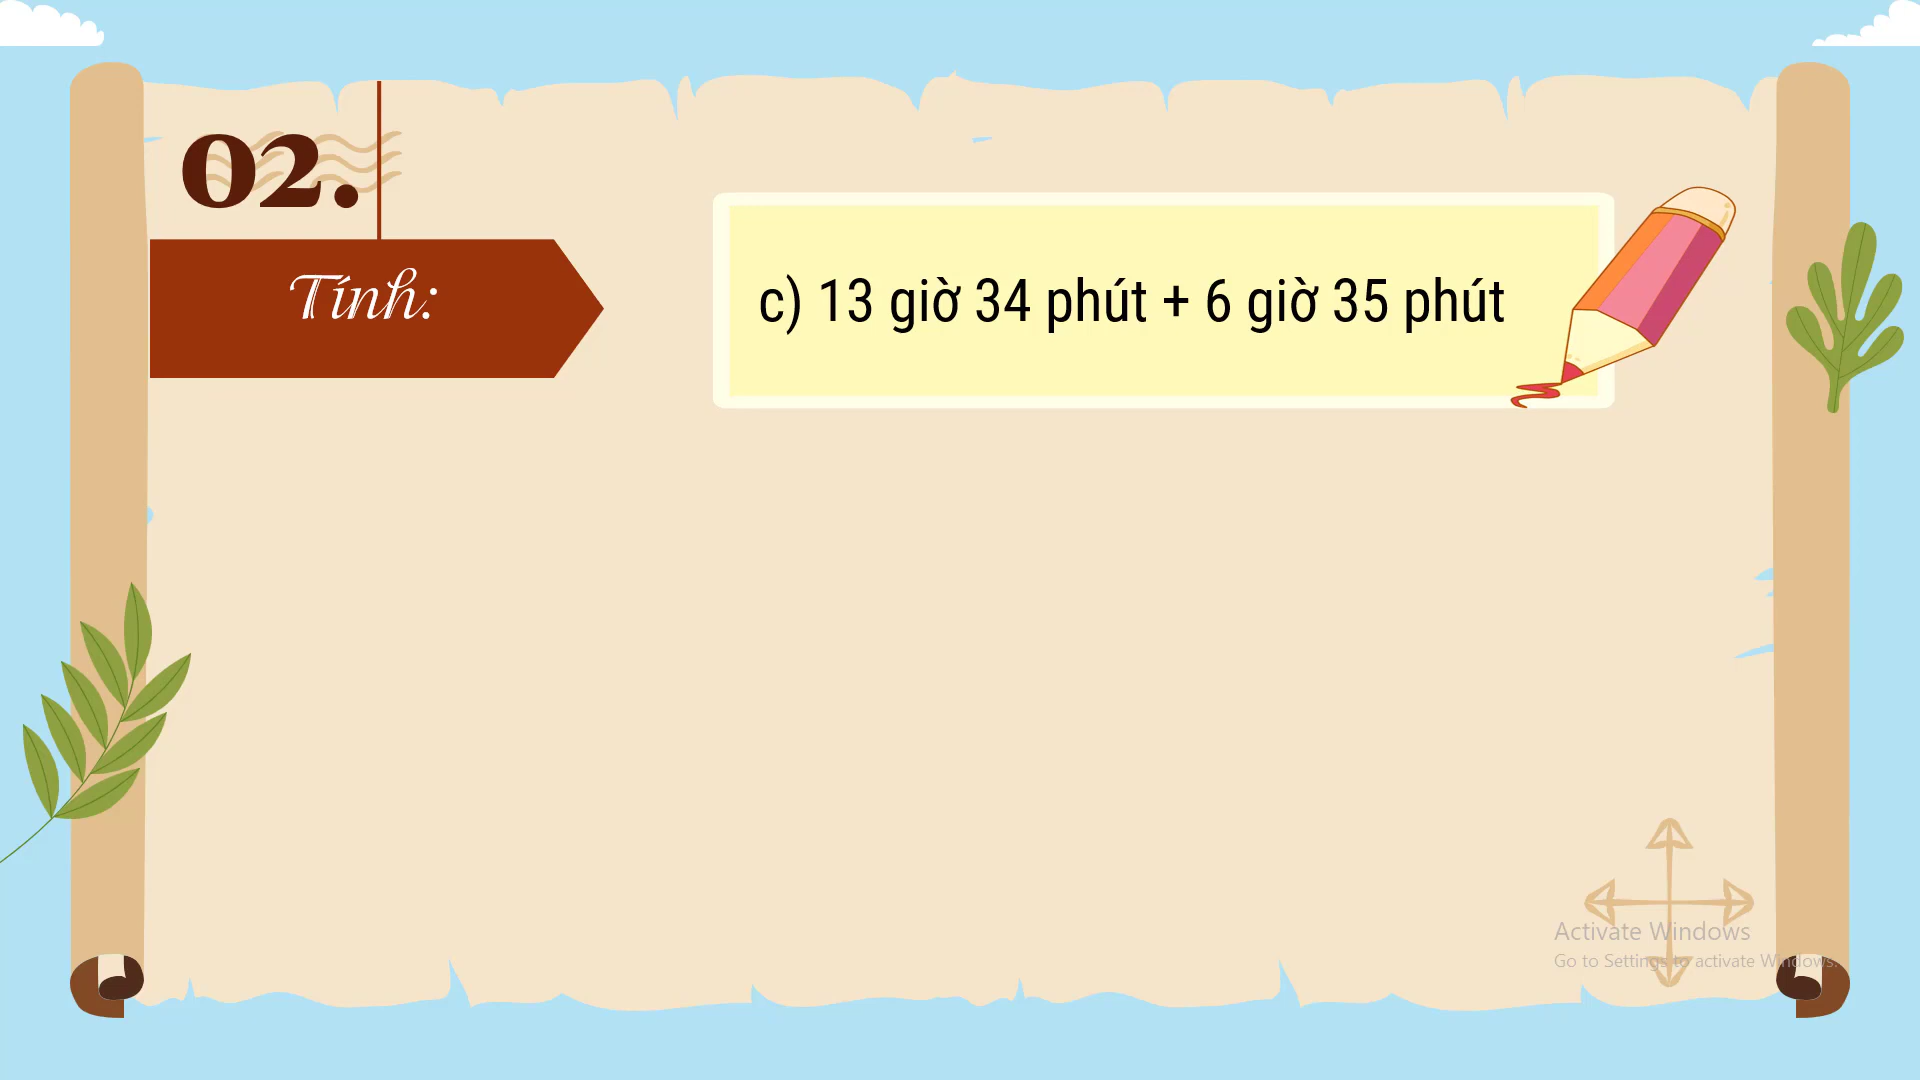 02.
Tính:
c) 13 giờ 34 phút + 6 giờ 35 phút
Activate Windows
Go to Settings to activate Windows.